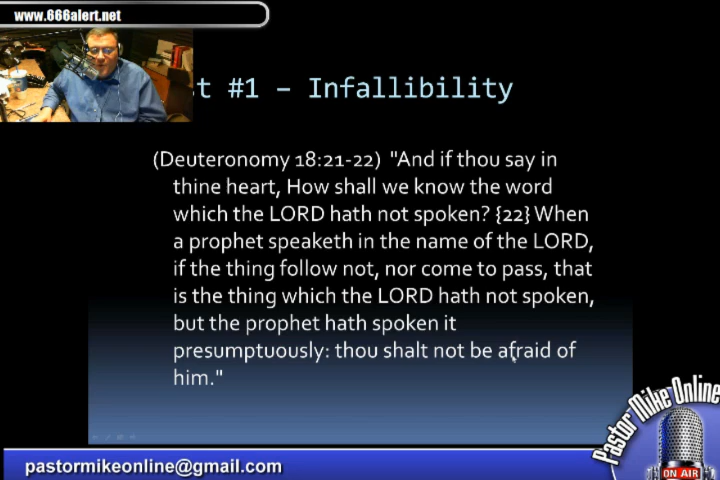 www.666alert.net
t #1 – Infallibility
(Deuteronomy 18:21-22) "And if thou say in
thine heart, How shall we know the word
which the LORD hath not spoken? {22} When
a prophet speaketh in the name of the LORD,
if the thing follow not, nor come to pass, that
is the thing which the LORD hath not spoken,
but the prophet hath spoken it
presumptuously: thou shalt not be afraid of
him."
Pastor Mike Online
ON AIR
pastormikeonline@gmail.com